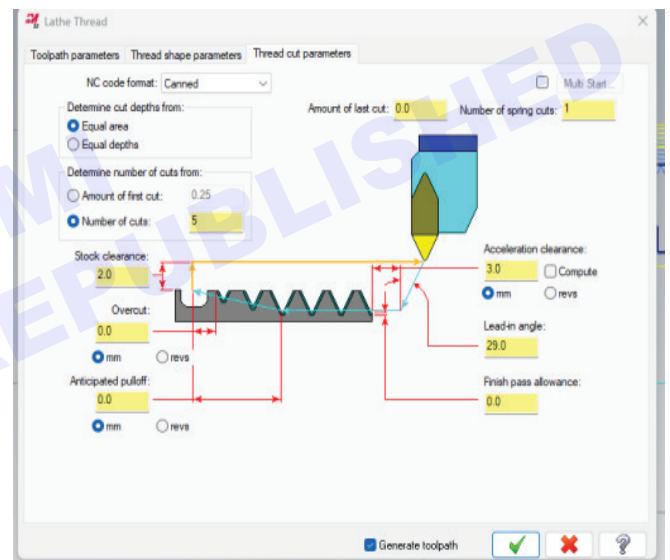 Lathe Thread
Toolpath parameters Thread shape parameters Thread cut parameters
NC code format: Canned
Multi Start...
Determine cut depths from:
Equal area
Equal depths
Amount of last cut: 0.0
Number of spring cuts: 1
Determine number of cuts from:
Amount of first cut: 0.25
Number of cuts: 5
Stock clearance:
2.0
Overcut:
0.0
mm revs
Anticipated pulloff:
0.0
mm revs
Acceleration clearance:
3.0 Compute
mm revs
Lead-in angle:
29.0
Finish pass allowance:
0.0
Generate toolpath
REPUBLISHED